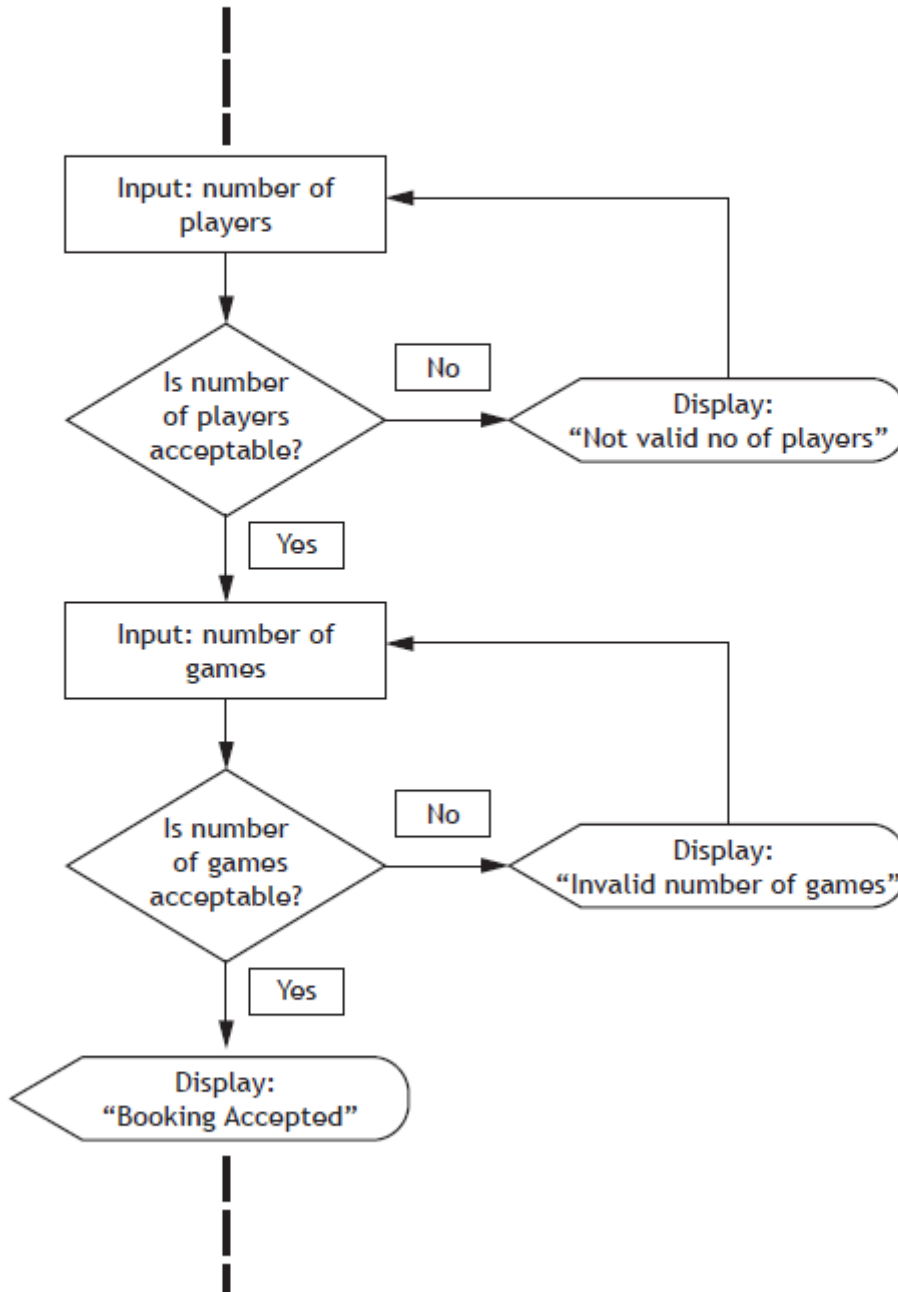 Input: number of
players
Is number
of players
acceptable?
No
Display:
“Not valid no of players”
Yes
Input: number of
games
Is number
of games
acceptable?
No
Display:
“Invalid number of games”
Yes
Display:
“Booking Accepted”